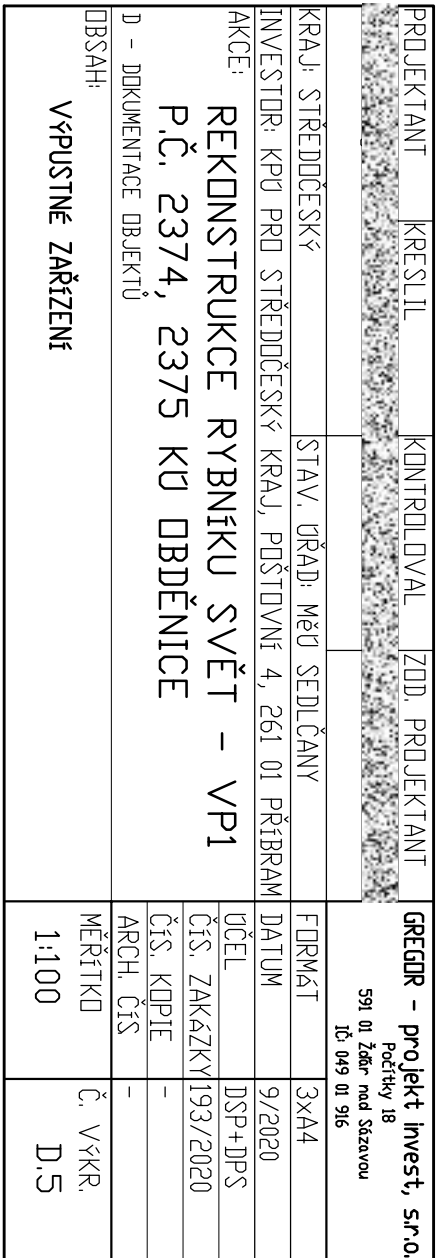 PROJEKTANT KRESLIL KONTROLOVAL ZOD. PROJEKTANT
GREGOR - projekt invest, s.r.o.
Počítky 18
591 01 Žďár nad Sázavou
IČ: 049 01 916
KRAJ: STŘEDOČESKÝ STAV. ÚŘAD: MěÚ SEDLČANY
INVESTOR: KPÚ PRO STŘEDOČESKÝ KRAJ, POŠTOVNÍ 4, 261 01 PŘÍBRAM
AKCE:
REKONSTRUKCE RYBNÍKU SVĚT - VP1
P.Č. 2374, 2375 KÚ OBDĚNICE
D - DOKUMENTACE OBJEKTŮ
OBSAH:
VÝPUSTNÉ ZAŘÍZENÍ
FORMÁT 3xA4
DATUM 9/2020
ÚČEL DSP+DPS
ČÍS. ZAKÁZKY 193/2020
ČÍS. KOPIE -
ARCH. ČÍS -
MĚŘÍTKO Č. VÝKR.
1:100 D.5